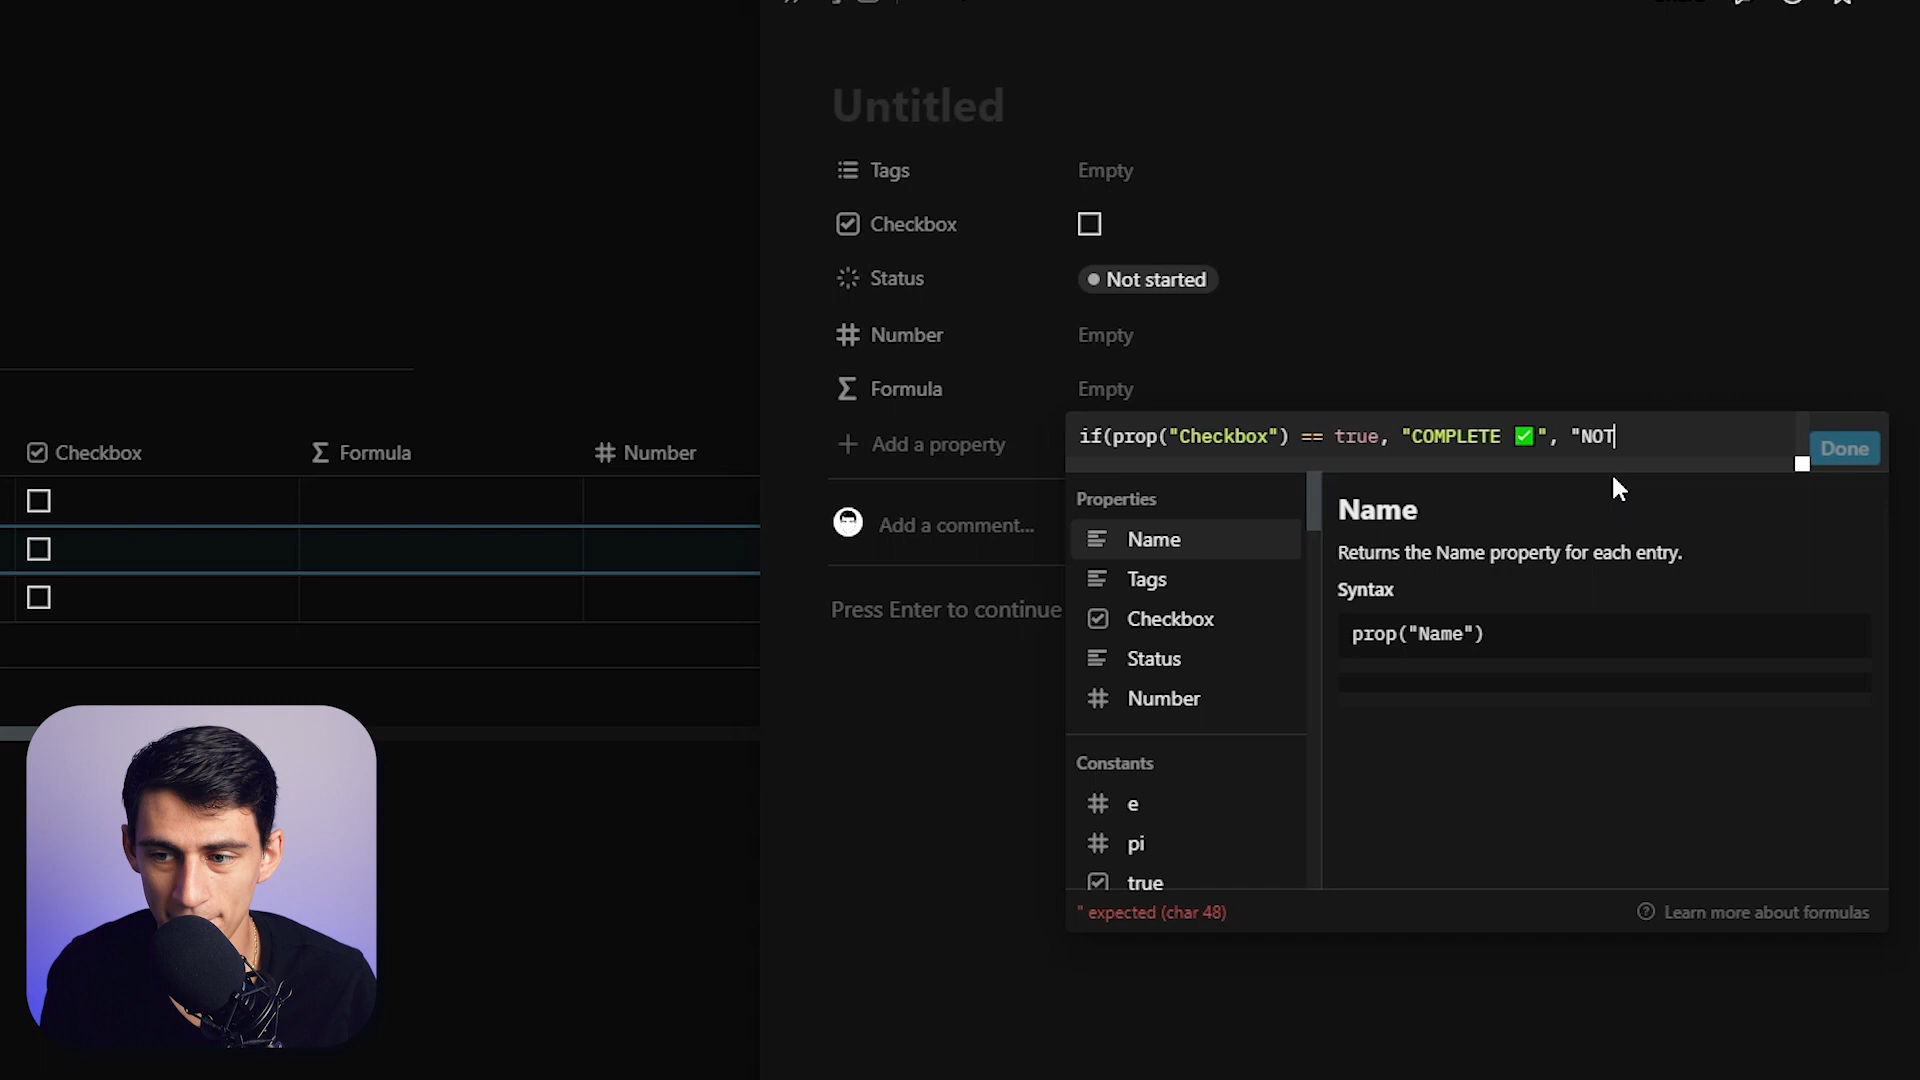 Untitled
Tags Empty
Checkbox
Status Not started
Number Empty
Formula Empty
if(prop("Checkbox") == true, "COMPLETE ✅", "NOT
Done
Add a property
Checkbox Formula Number
Properties
Name
Tags
Checkbox
Status
Number
Constants
e
pi
true
Name
Returns the Name property for each entry.
Syntax
prop("Name")
Add a comment...
Press Enter to continue
" expected (char 48)
Learn more about formulas